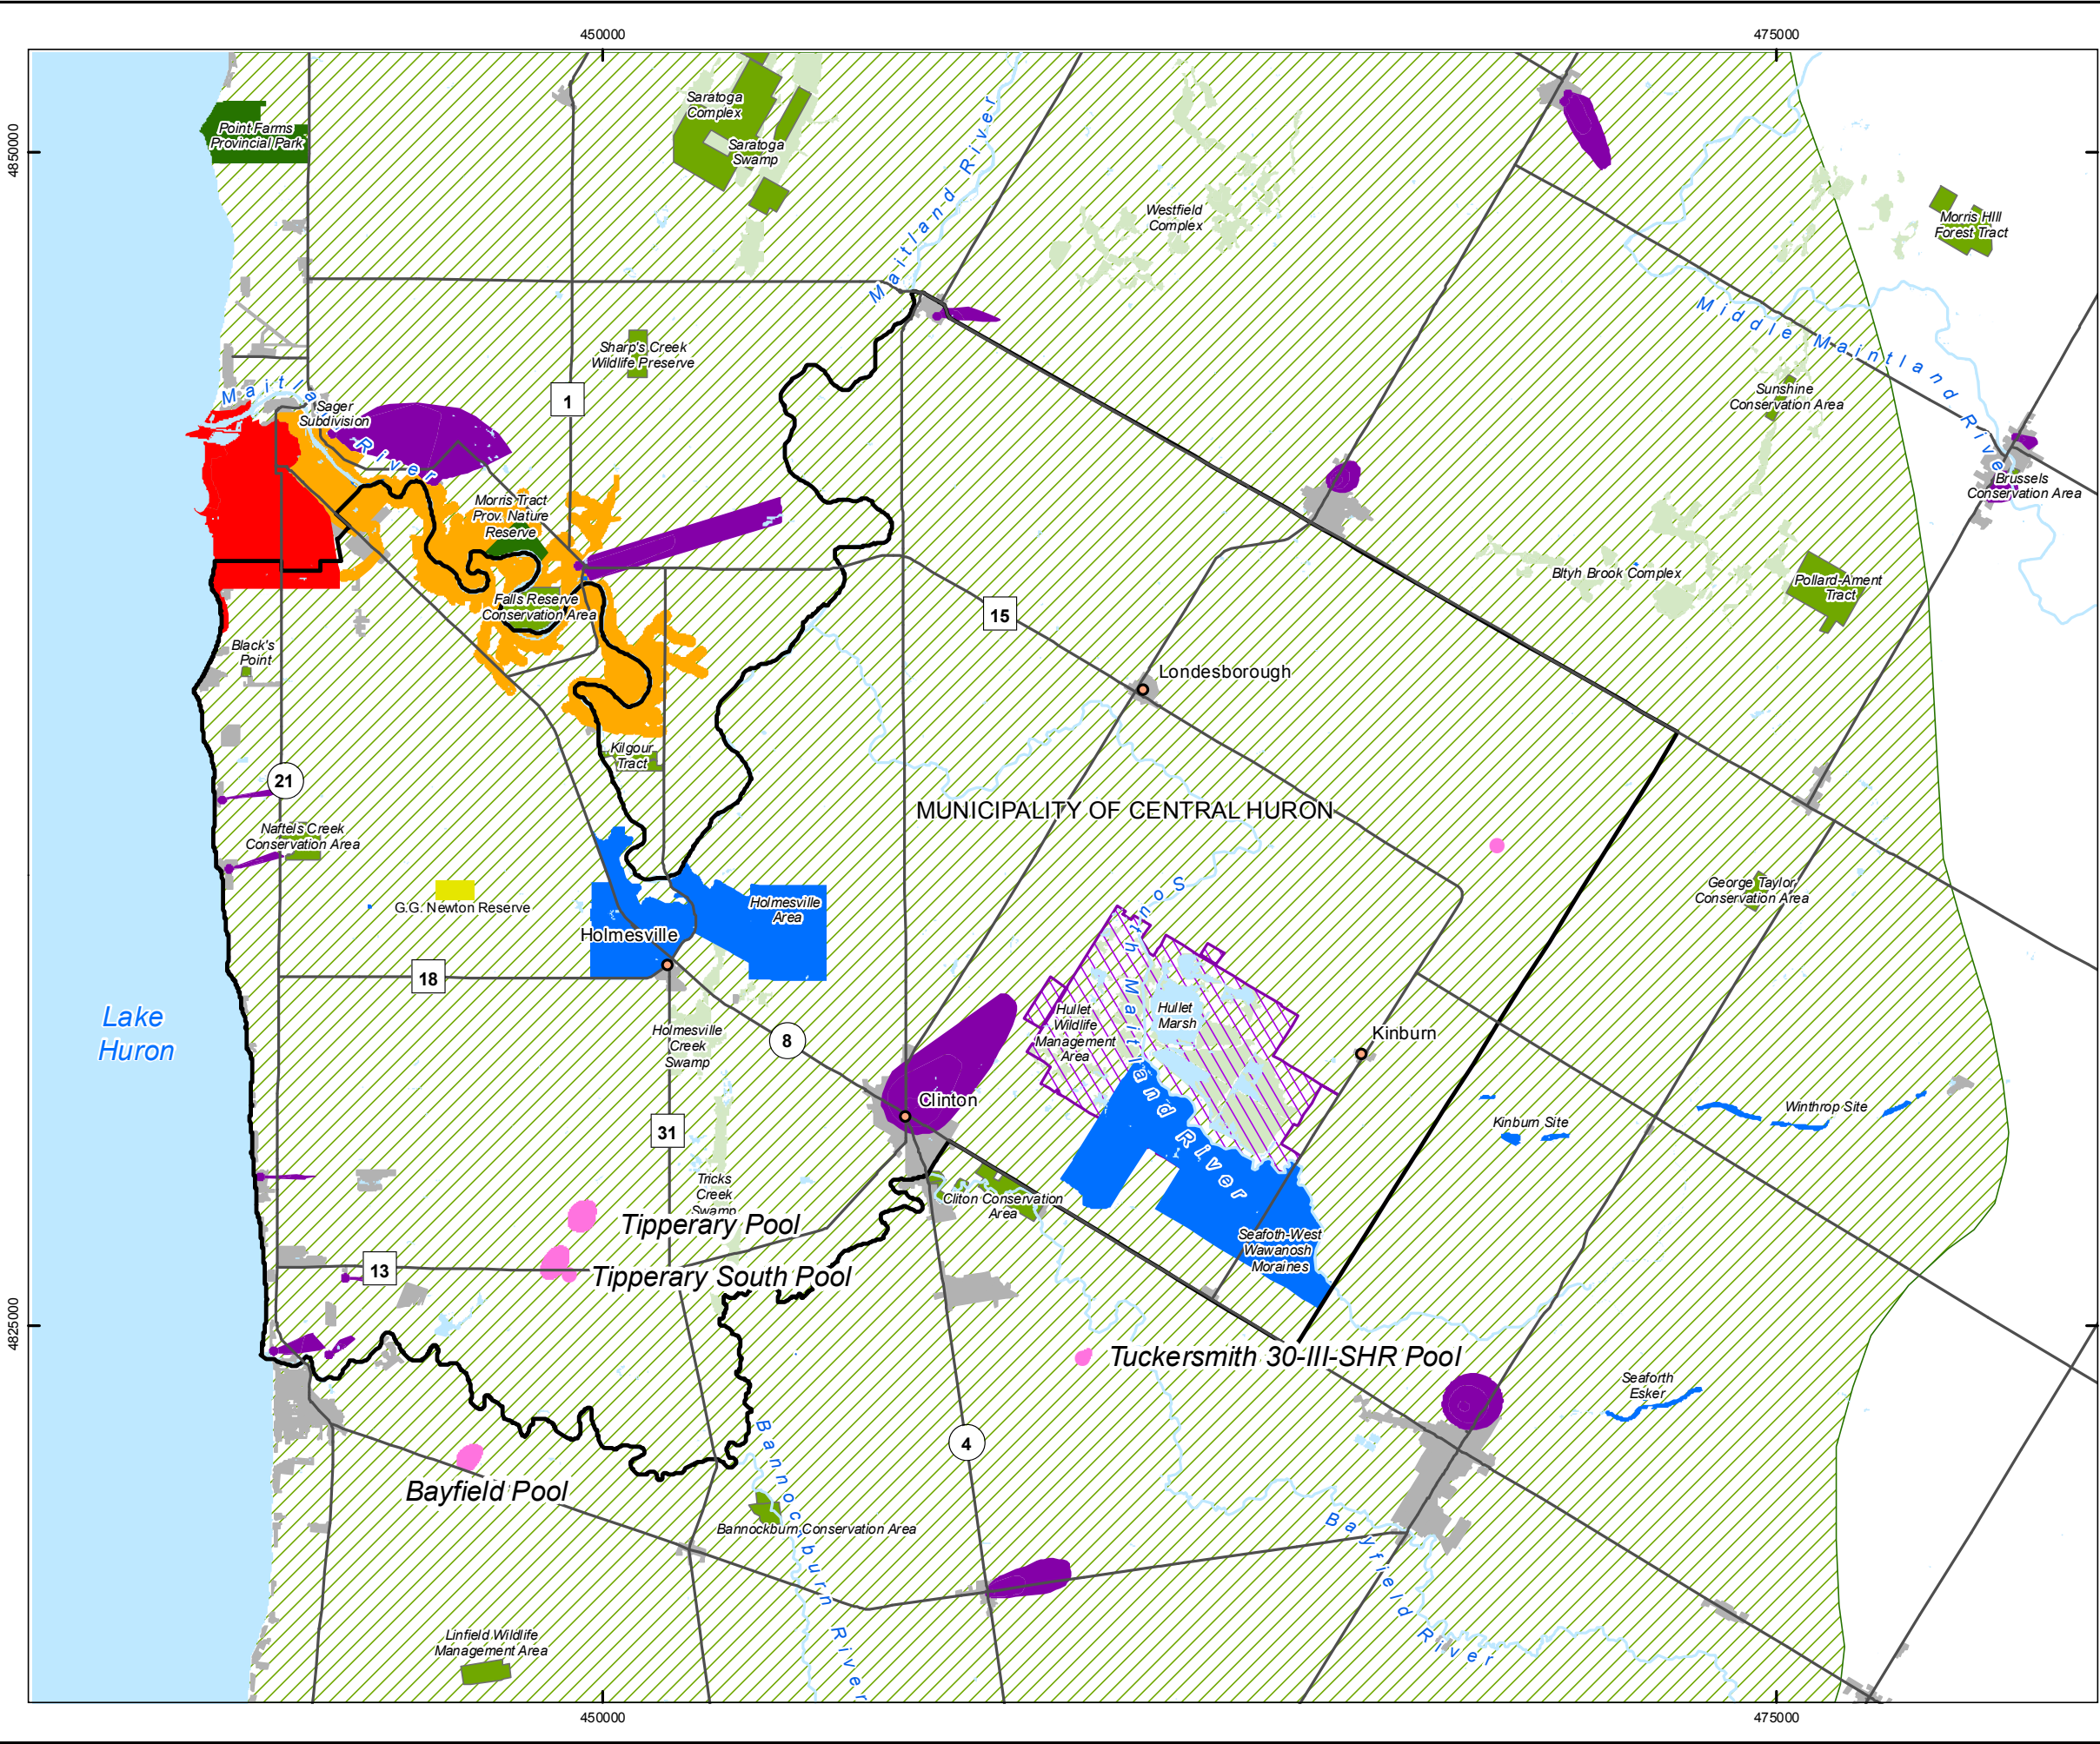 450000
475000
4850000
Saratoga
Complex
Point Farms
Provincial Park
Saratoga
Swamp
Maitland River
Westfield
Complex
Morris HIll
Forest Tract
Middle Maintland River
Sharp's Creek
Wildlife Preserve
Maitland River
Sager
Subdivision
1
Sunshine
Conservation Area
Brussels
Conservation Area
Morris Tract
Prov. Nature
Reserve
Bltyh Brook Complex
Pollard-Ament
Tract
Falls Reserve
Conservation Area
15
Black's
Point
Londesborough
Kilgour
Tract
21
MUNICIPALITY OF CENTRAL HURON
Naftels Creek
Conservation Area
G.G. Newton Reserve
Holmesville
Area
George Taylor
Conservation Area
South Maitland River
Holmesville
18
Lake
Huron
Hullet
Wildlife
Management
Area
Hullet
Marsh
Holmesville
Creek
Swamp
8
Kinburn
Clinton
31
Kinburn Site
Winthrop Site
Tricks
Creek
Swamp
Cliton Conservation
Area
Tipperary Pool
Seafoth-West
Wawanosh
Moraines
13
Tipperary South Pool
4825000
Tuckersmith 30-III-SHR Pool
Seaforth
Esker
4
Bayfield Pool
Bannockburn River
Bannockburn Conservation Area
Bayfield River
Linfield Wildlife
Management Area
450000
475000